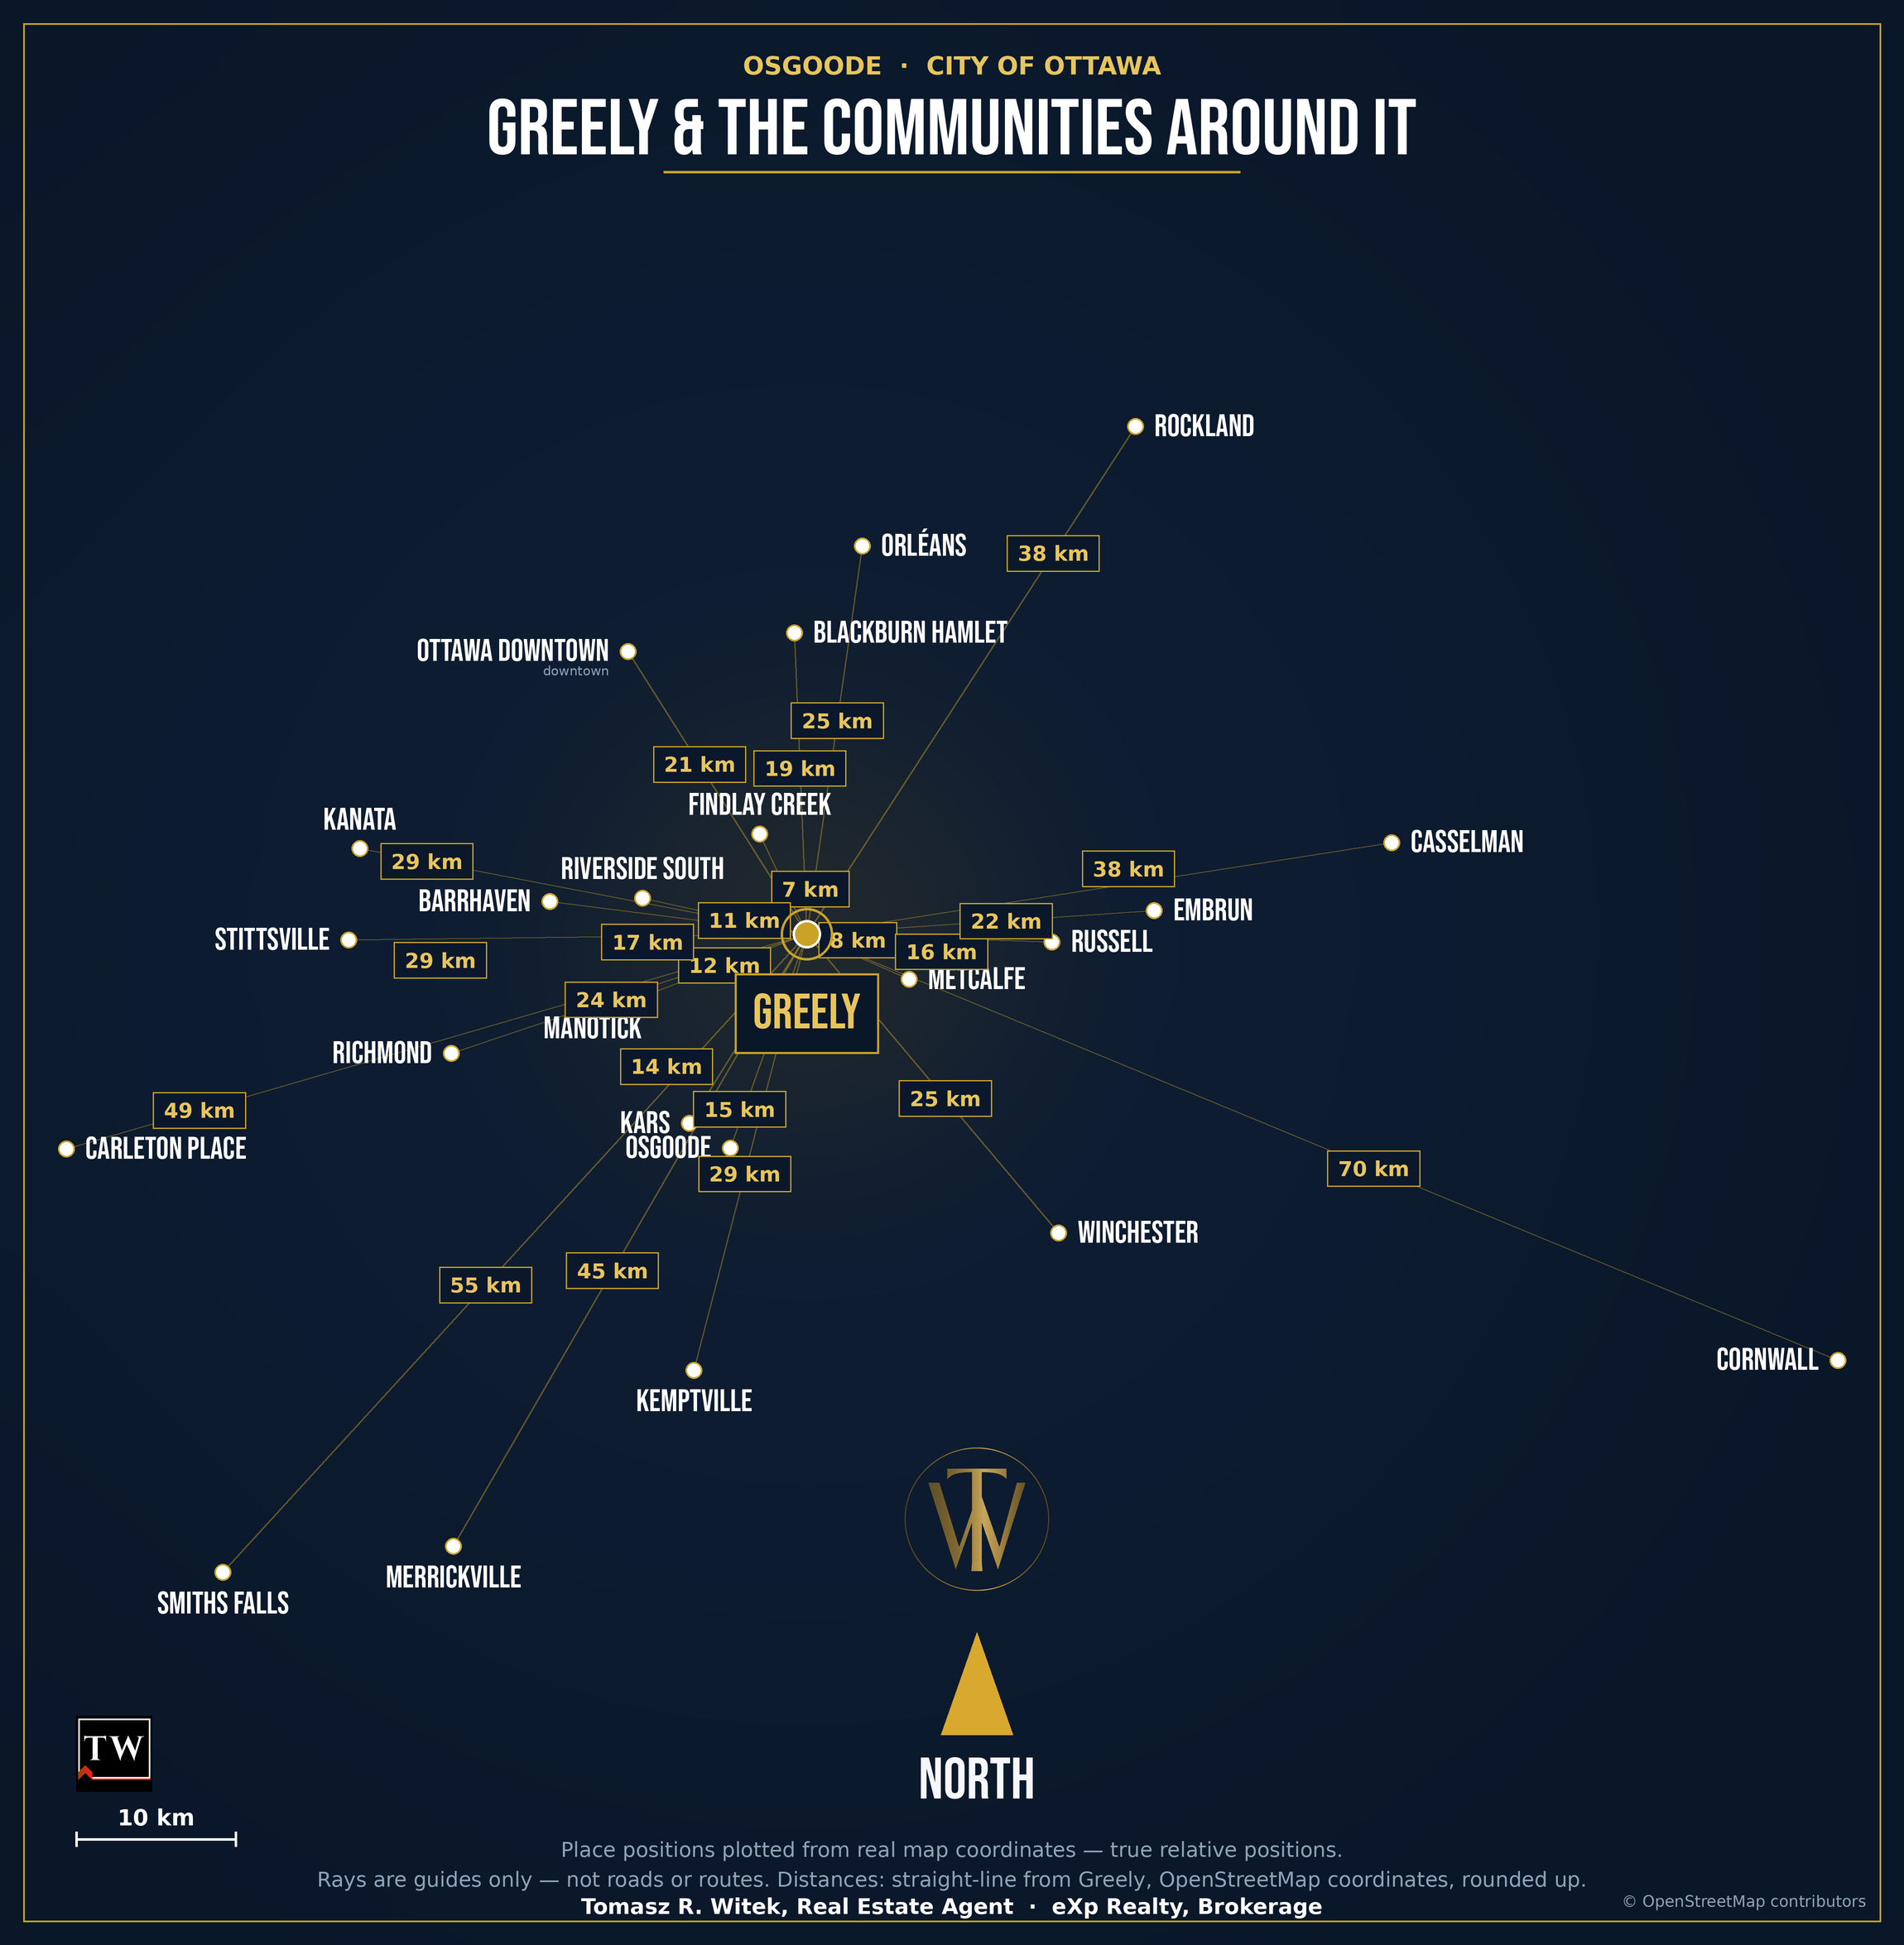 OSGOODE · CITY OF OTTAWA
GREELY & THE COMMUNITIES AROUND IT
ROCKLAND
ORLÉANS
38 km
BLACKBURN HAMLET
OTTAWA DOWNTOWN
downtown
25 km
21 km
19 km
FINDLAY CREEK
KANATA
CASSELMAN
29 km
38 km
RIVERSIDE SOUTH
7 km
BARRHAVEN
EMBRUN
11 km
22 km
STITTSVILLE
17 km
8 km
RUSSELL
16 km
29 km
12 km
METCALFE
24 km
GREELY
MANOTICK
RICHMOND
14 km
25 km
49 km
15 km
KARS
CARLETON PLACE
OSGOODE
29 km
70 km
WINCHESTER
45 km
55 km
CORNWALL
KEMPTVILLE
TW
MERRICKVILLE
SMITHS FALLS
TW
NORTH
10 km
Place positions plotted from real map coordinates — true relative positions.
Rays are guides only — not roads or routes. Distances: straight-line from Greely, OpenStreetMap coordinates, rounded up.
Tomasz R. Witek, Real Estate Agent · eXp Realty, Brokerage
© OpenStreetMap contributors